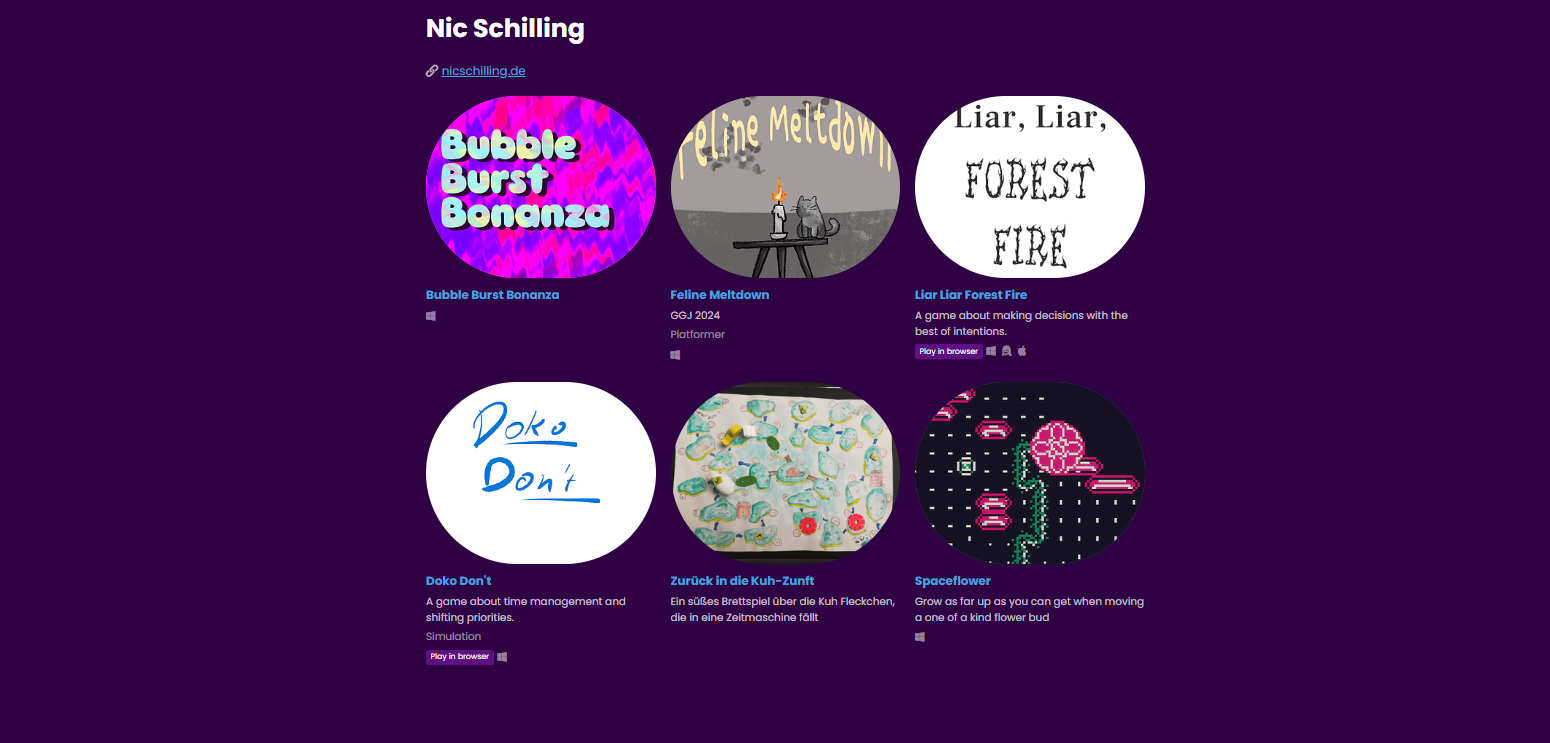 Nic Schilling
nicschilling.de
Bubble
Burst
Bonanza
Feline Meltdown
Liar, Liar,
FOREST
FIRE
Bubble Burst Bonanza
Feline Meltdown
GGJ 2024
Platformer
Liar Liar Forest Fire
A game about making decisions with the
best of intentions.
Play in browser
Doko
Don't
Doko Don't
A game about time management and
shifting priorities.
Simulation
Play in browser
Zurück in die Kuh-Zunft
Ein süßes Brettspiel über die Kuh Fleckchen,
die in eine Zeitmaschine fällt
Spaceflower
Grow as far up as you can get when moving
a one of a kind flower bud